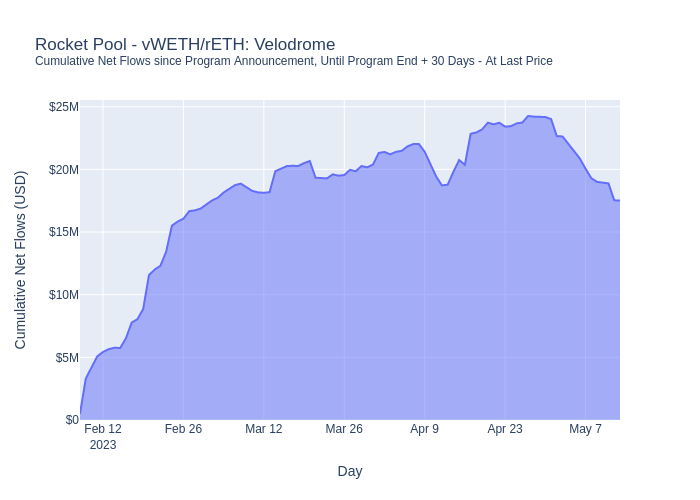 Rocket Pool - vWETH/rETH: Velodrome
Cumulative Net Flows since Program Announcement, Until Program End + 30 Days - At Last Price
Cumulative Net Flows (USD)
$25M
$20M
$15M
$10M
$5M
$0
Feb 12
2023
Feb 26
Mar 12
Mar 26
Apr 9
Apr 23
May 7
Day